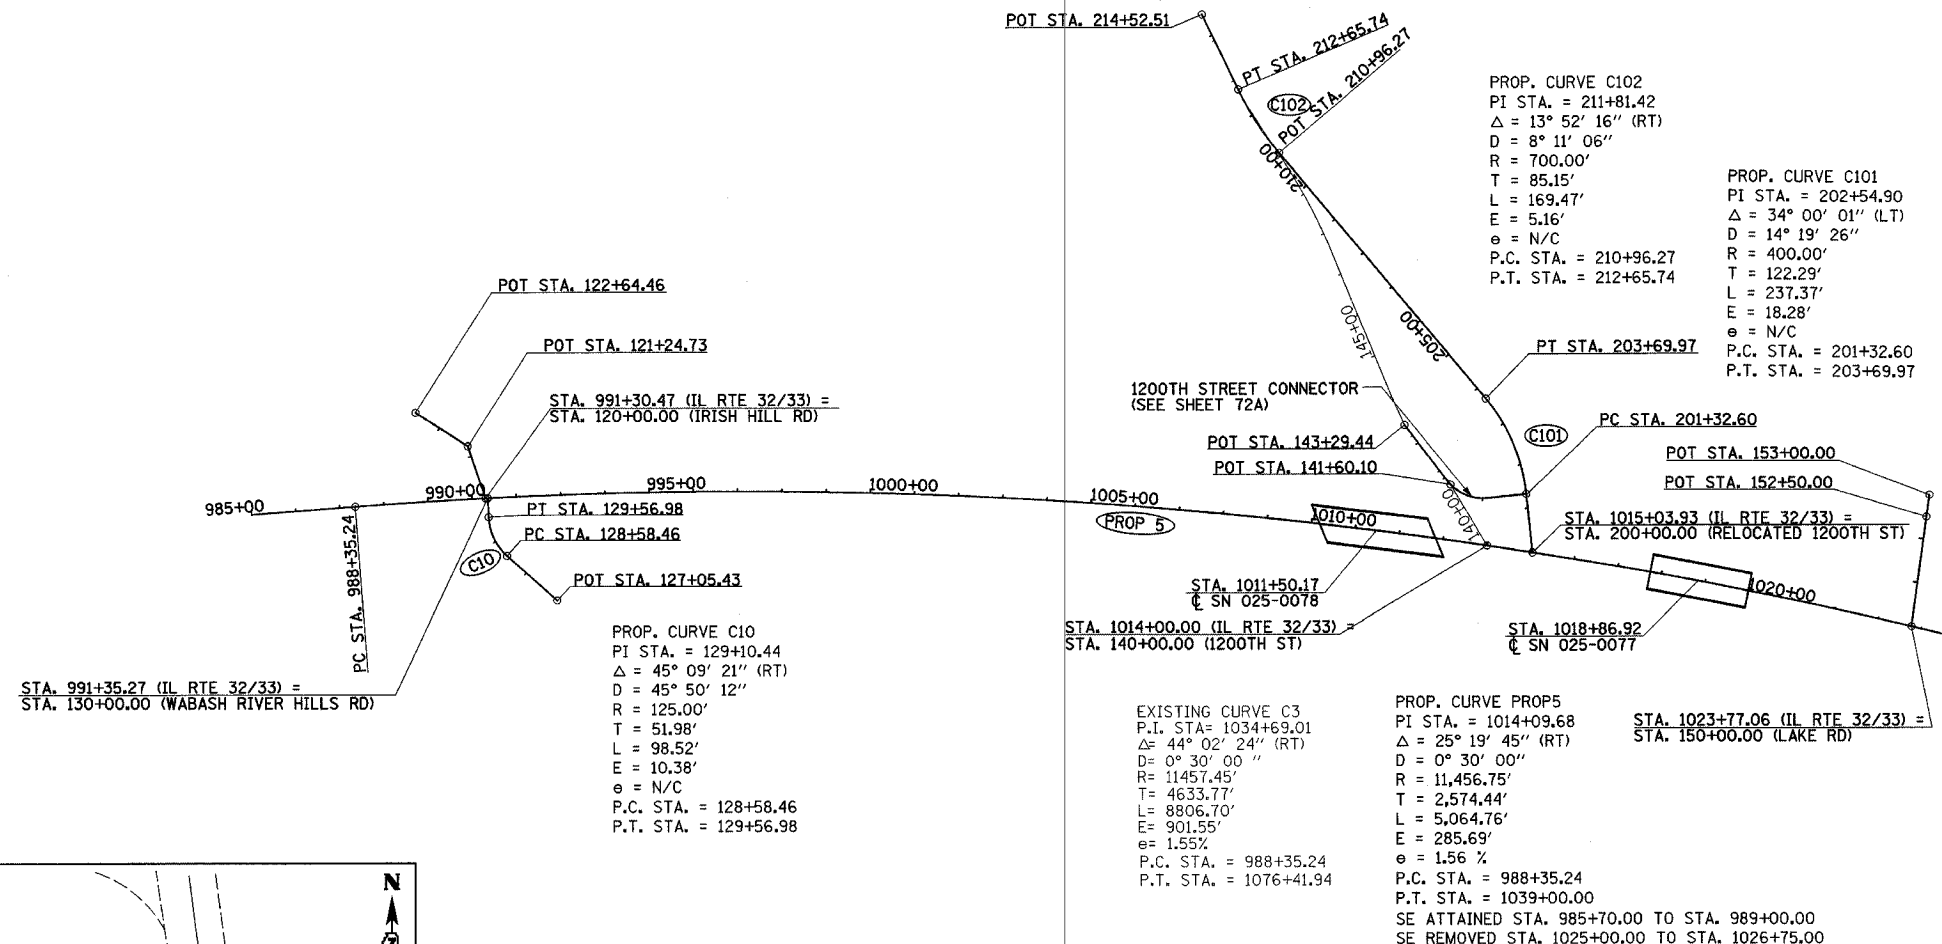 POT STA. 214+52.51
PT STA. 212+65.74
POT STA. 210+96.27
C102
210+00
PROP. CURVE C102
PI STA. = 211+81.42
Δ = 13° 52' 16" (RT)
D = 8° 11' 06"
R = 700.00'
T = 85.15'
L = 169.47'
E = 5.16'
e = N/C
P.C. STA. = 210+96.27
P.T. STA. = 212+65.74
PROP. CURVE C101
PI STA. = 202+54.90
Δ = 34° 00' 01" (LT)
D = 14° 19' 26"
R = 400.00'
T = 122.29'
L = 237.37'
E = 18.28'
e = N/C
P.C. STA. = 201+32.60
P.T. STA. = 203+69.97
POT STA. 122+64.46
POT STA. 121+24.73
STA. 991+30.47 (IL RTE 32/33) =
STA. 120+00.00 (IRISH HILL RD)
145+00
205+00
PT STA. 203+69.97
1200TH STREET CONNECTOR
(SEE SHEET 72A)
PC STA. 201+32.60
C101
POT STA. 143+29.44
POT STA. 141+60.10
POT STA. 153+00.00
POT STA. 152+50.00
985+00
990+00
995+00
1000+00
1005+00
PROP 5
1010+00
140+00
STA. 1015+03.93 (IL RTE 32/33) =
STA. 200+00.00 (RELOCATED 1200TH ST)
1020+00
PT STA. 129+56.98
PC STA. 128+58.46
C10
POT STA. 127+05.43
PC STA. 988+35.24
STA. 1011+50.17
℄ SN 025-0078
STA. 1014+00.00 (IL RTE 32/33) =
STA. 140+00.00 (1200TH ST)
STA. 1018+86.92
℄ SN 025-0077
STA. 991+35.27 (IL RTE 32/33) =
STA. 130+00.00 (WABASH RIVER HILLS RD)
PROP. CURVE C10
PI STA. = 129+10.44
Δ = 45° 09' 21" (RT)
D = 45° 50' 12"
R = 125.00'
T = 51.98'
L = 98.52'
E = 10.38'
e = N/C
P.C. STA. = 128+58.46
P.T. STA. = 129+56.98
EXISTING CURVE C3
P.I. STA= 1034+69.01
Δ= 44° 02' 24" (RT)
D= 0° 30' 00 "
R= 11457.45'
T= 4633.77'
L= 8806.70'
E= 901.55'
e= 1.55%
P.C. STA. = 988+35.24
P.T. STA. = 1076+41.94
PROP. CURVE PROP5
PI STA. = 1014+09.68
Δ = 25° 19' 45" (RT)
D = 0° 30' 00"
R = 11,456.75'
T = 2,574.44'
L = 5,064.76'
E = 285.69'
e = 1.56 %
P.C. STA. = 988+35.24
P.T. STA. = 1039+00.00
SE ATTAINED STA. 985+70.00 TO STA. 989+00.00
SE REMOVED STA. 1025+00.00 TO STA. 1026+75.00
STA. 1023+77.06 (IL RTE 32/33) =
STA. 150+00.00 (LAKE RD)
N